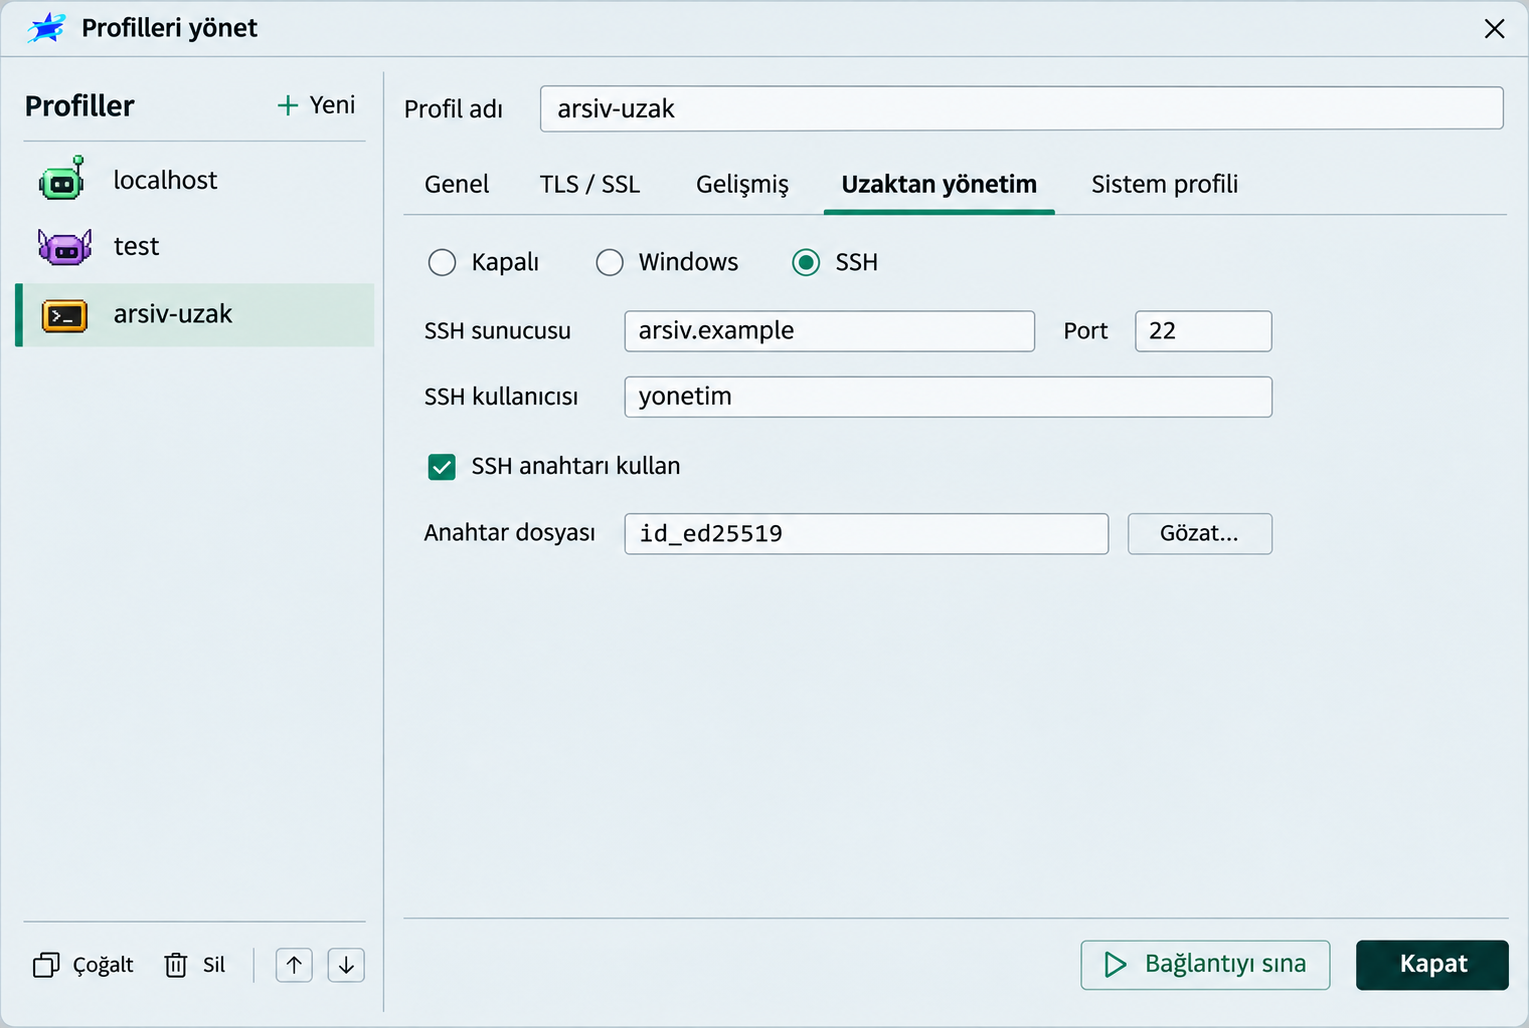 Profilleri yönet
Profiller
Yeni
localhost
test
>_
arsiv-uzak
Çoğalt
Sil
Profil adı
arsiv-uzak
Genel
TLS / SSL
Gelişmiş
Uzaktan yönetim
Sistem profili
Kapalı
Windows
SSH
SSH sunucusu
arsiv.example
Port
22
SSH kullanıcısı
yonetim
SSH anahtarı kullan
Anahtar dosyası
id_ed25519
Gözat...
Bağlantıyı sına
Kapat